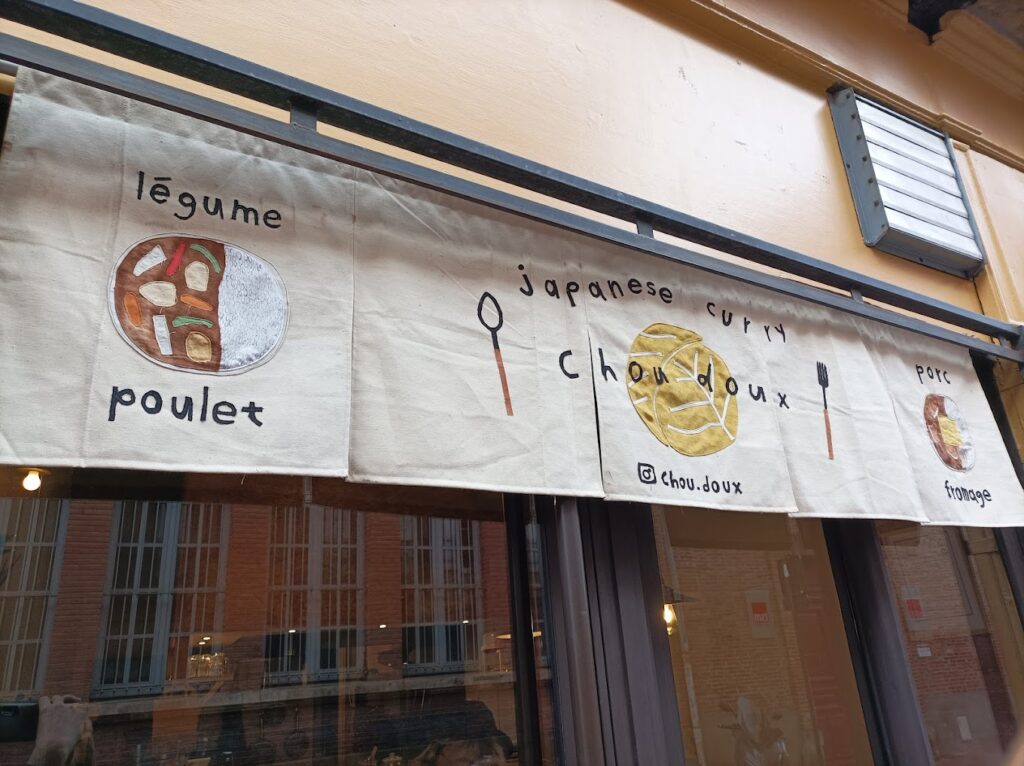 légume
poulet
japanese curry
chou doux
chou.doux
porc
fromage